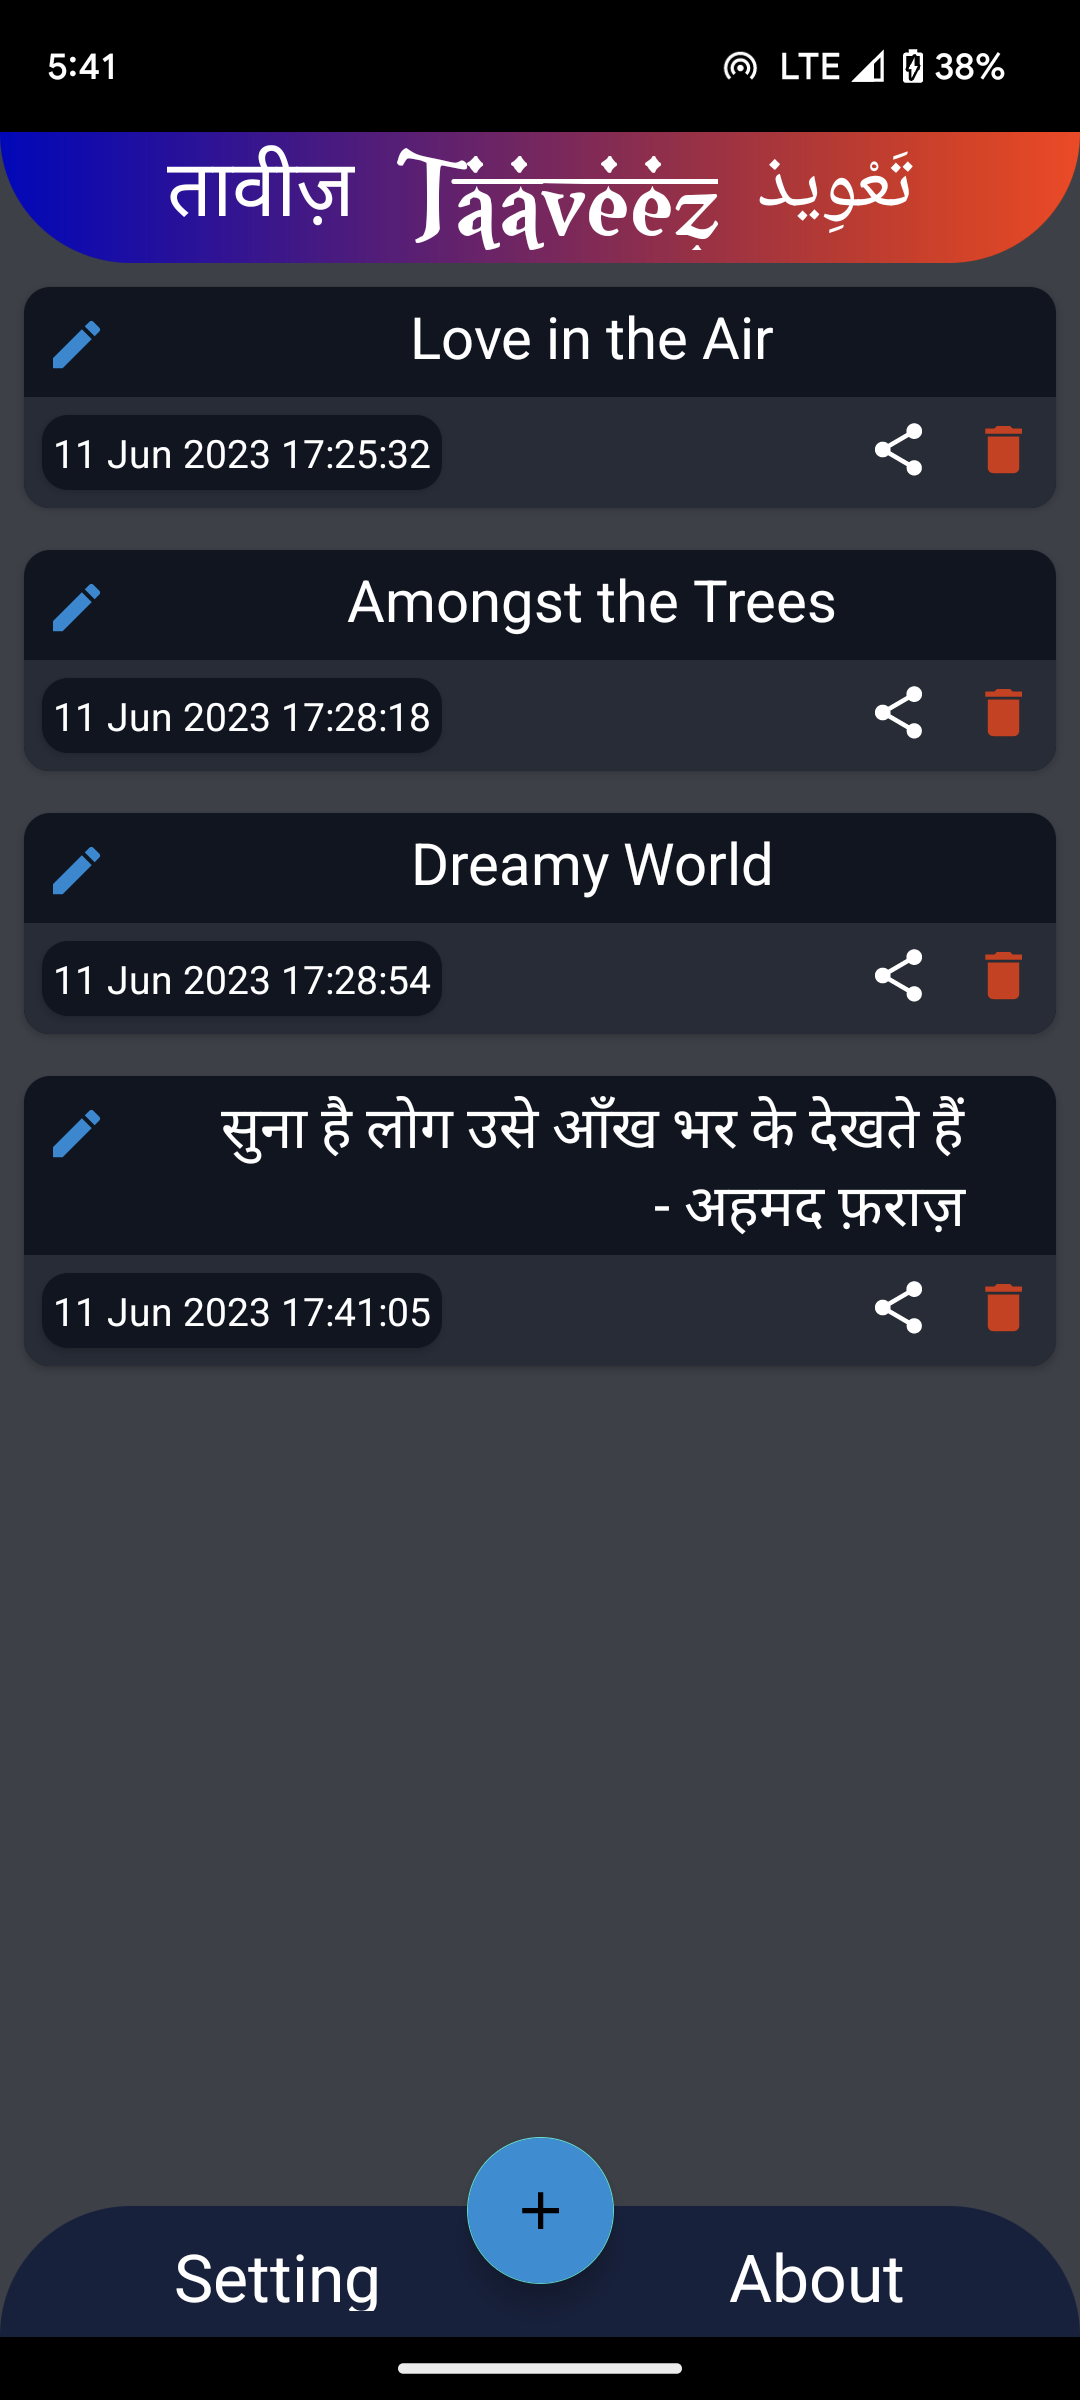 5:41 LTE 38%
तावीज़ Taaveez تَعْوِيذ
Love in the Air
11 Jun 2023 17:25:32
Amongst the Trees
11 Jun 2023 17:28:18
Dreamy World
11 Jun 2023 17:28:54
सुना है लोग उसे आँख भर के देखते हैं
- अहमद फ़राज़
11 Jun 2023 17:41:05
+
Setting About